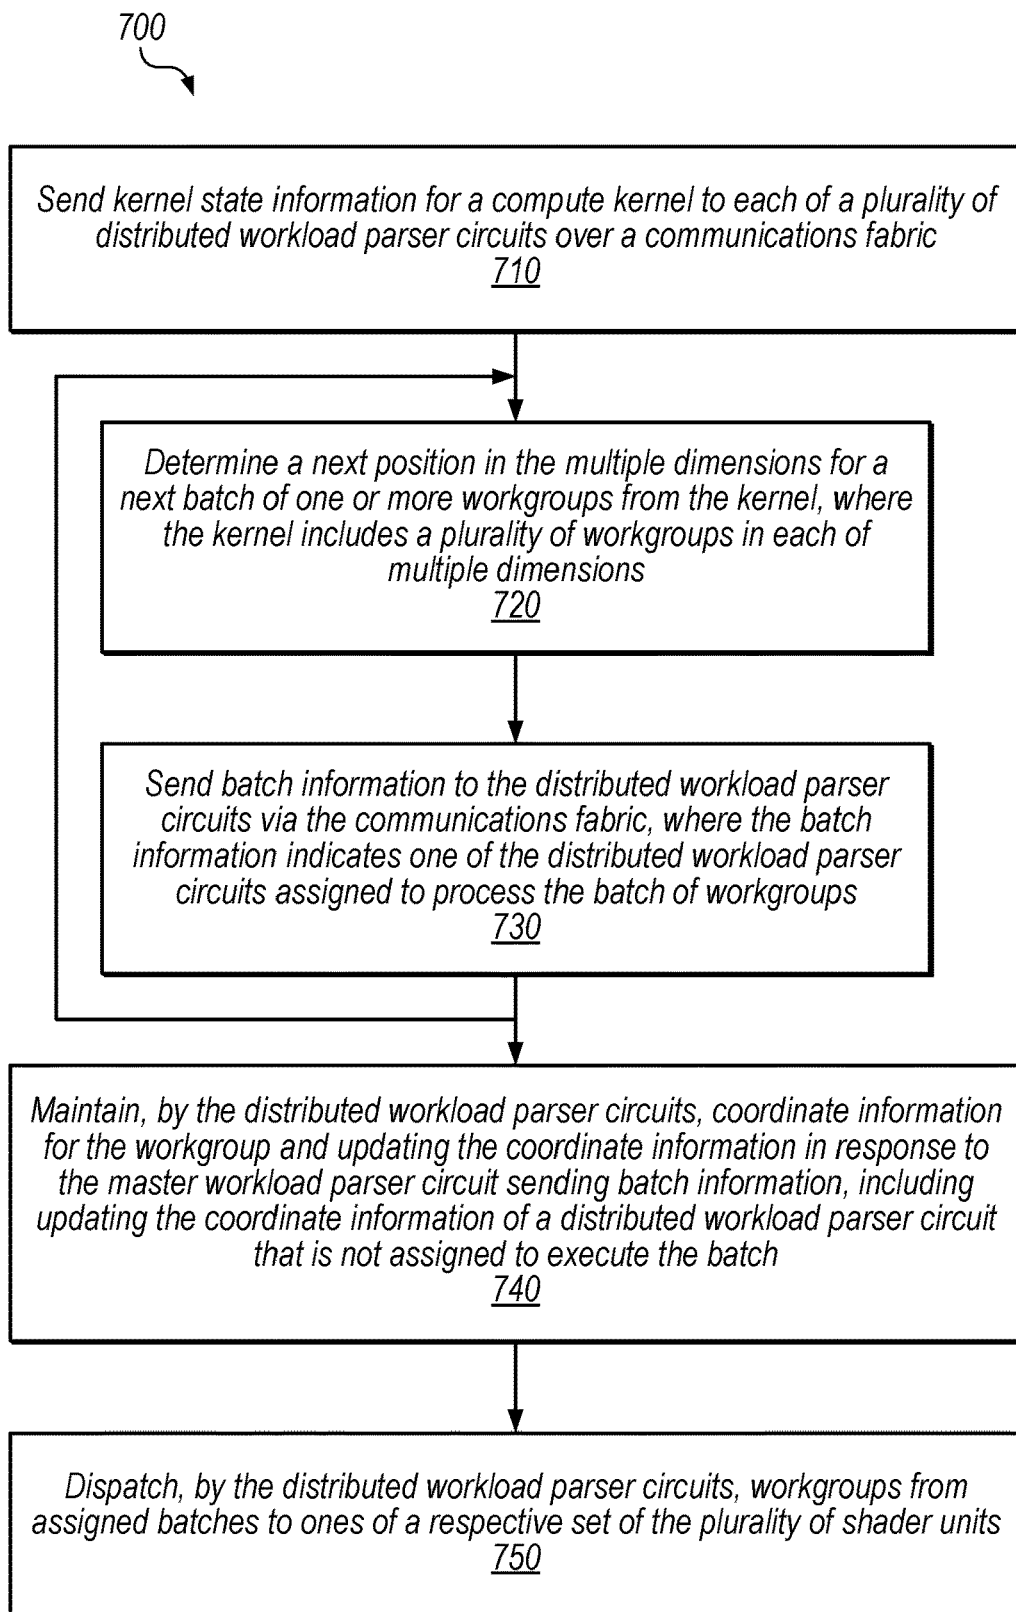 700
Send kernel state information for a compute kernel to each of a plurality of
distributed workload parser circuits over a communications fabric
710
Determine a next position in the multiple dimensions for a
next batch of one or more workgroups from the kernel, where
the kernel includes a plurality of workgroups in each of
multiple dimensions
720
Send batch information to the distributed workload parser
circuits via the communications fabric, where the batch
information indicates one of the distributed workload parser
circuits assigned to process the batch of workgroups
730
Maintain, by the distributed workload parser circuits, coordinate information
for the workgroup and updating the coordinate information in response to
the master workload parser circuit sending batch information, including
updating the coordinate information of a distributed workload parser circuit
that is not assigned to execute the batch
740
Dispatch, by the distributed workload parser circuits, workgroups from
assigned batches to ones of a respective set of the plurality of shader units
750